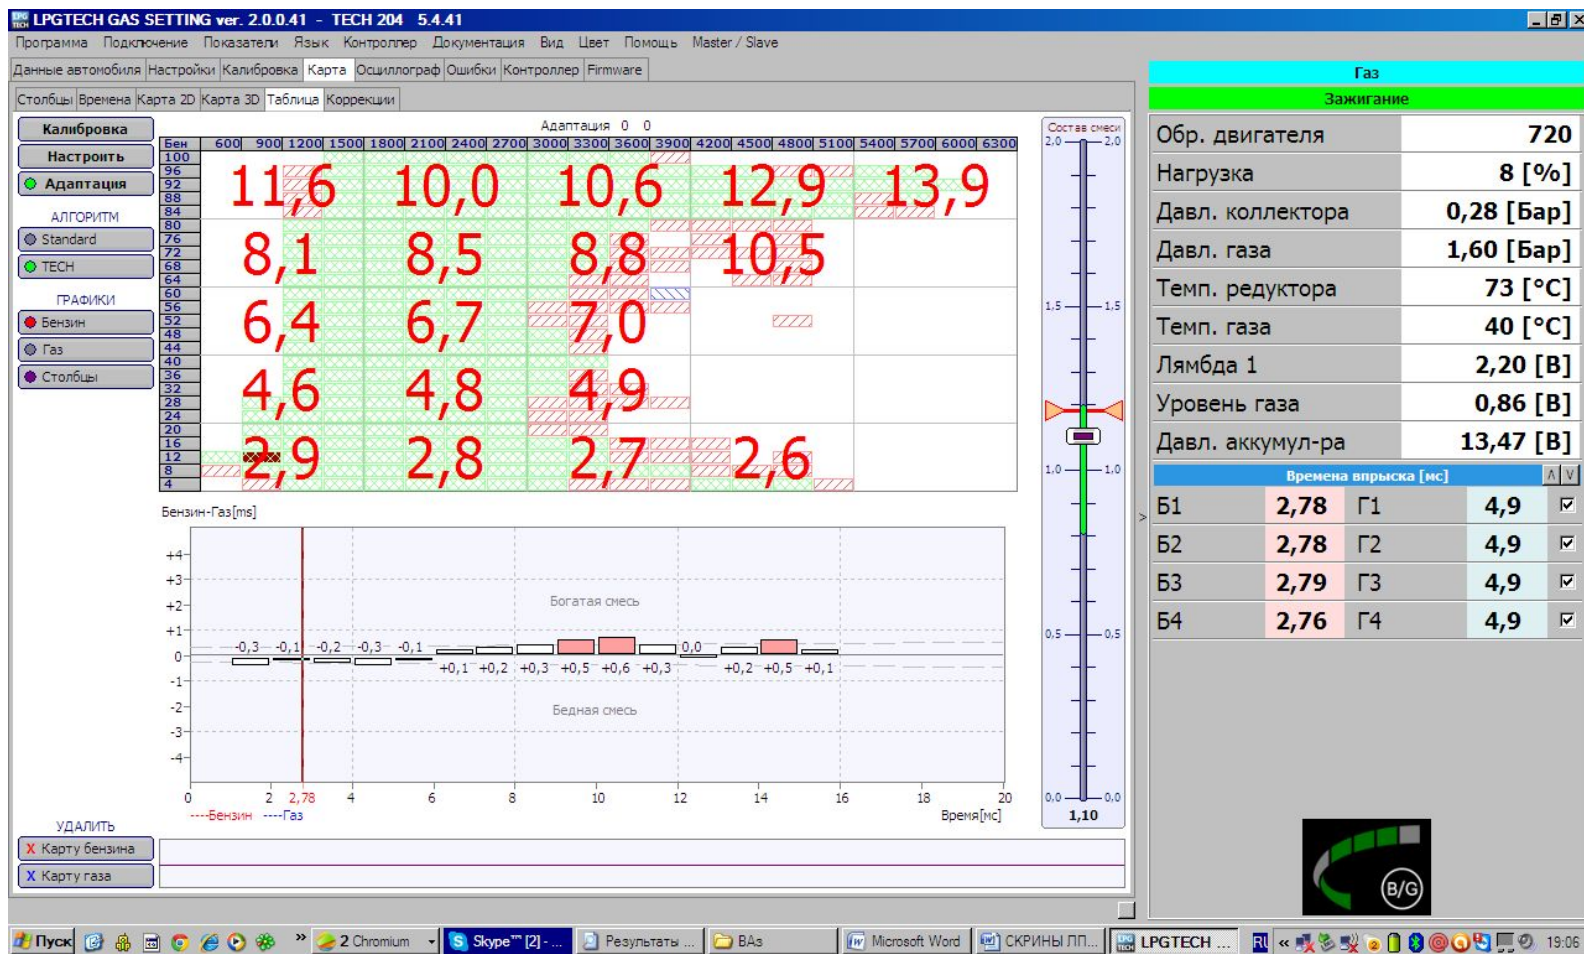 LPGTECH GAS SETTING ver. 2.0.0.41 - TECH 204 5.4.41
Программа Подключение Показатели Язык Контроллер Документация Вид Цвет Помощь Master / Slave
Данные автомобиля Настройки Калибровка Карта Осциллограф Ошибки Контроллер Firmware
Столбцы Времена Карта 2D Карта 3D Таблица Коррекции
Калибровка
Настроить
Адаптация
АЛГОРИТМ
Standard
TECH
ГРАФИКИ
Бензин
Газ
Столбцы
Адаптация 0 0
Бен 600 900 1200 1500 1800 2100 2400 2700 3000 3300 3600 3900 4200 4500 4800 5100 5400 5700 6000 6300
100
96
92
88
84
80
76
72
68
64
60
56
52
48
44
40
36
32
28
24
20
16
12
8
4
11,6 10,0 10,6 12,9 13,9
8,1 8,5 8,8 10,5
6,4 6,7 7,0
4,6 4,8 4,9
2,9 2,8 2,7 2,6
Бензин-Газ[ms]
+4
+3
+2
+1
0
-1
-2
-3
-4
Богатая смесь
-0,3 -0,1 -0,2 -0,3 -0,1 0,0
+0,1 +0,2 +0,3 +0,5 +0,6 +0,3 +0,2 +0,5 +0,1
Бедная смесь
0 2 2,78 4 6 8 10 12 14 16 18 20
----Бензин ----Газ Время[мс]
УДАЛИТЬ
X Карту бензина
X Карту газа
Состав смеси
2,0 2,0
1,5 1,5
1,0 1,0
0,5 0,5
0,0 0,0
1,10
>
Газ
Зажигание
Обр. двигателя 720
Нагрузка 8 [%]
Давл. коллектора 0,28 [Бар]
Давл. газа 1,60 [Бар]
Темп. редуктора 73 [°C]
Темп. газа 40 [°C]
Лямбда 1 2,20 [В]
Уровень газа 0,86 [В]
Давл. аккумул-ра 13,47 [В]
Времена впрыска [мс] Λ V
Б1 2,78 Г1 4,9
Б2 2,78 Г2 4,9
Б3 2,79 Г3 4,9
Б4 2,76 Г4 4,9
B/G
Пуск » 2 Chromium Skype™ [2] - ... Результаты ... ВАз Microsoft Word СКРИНЫ ЛП... LPGTECH ... RU « 19:06